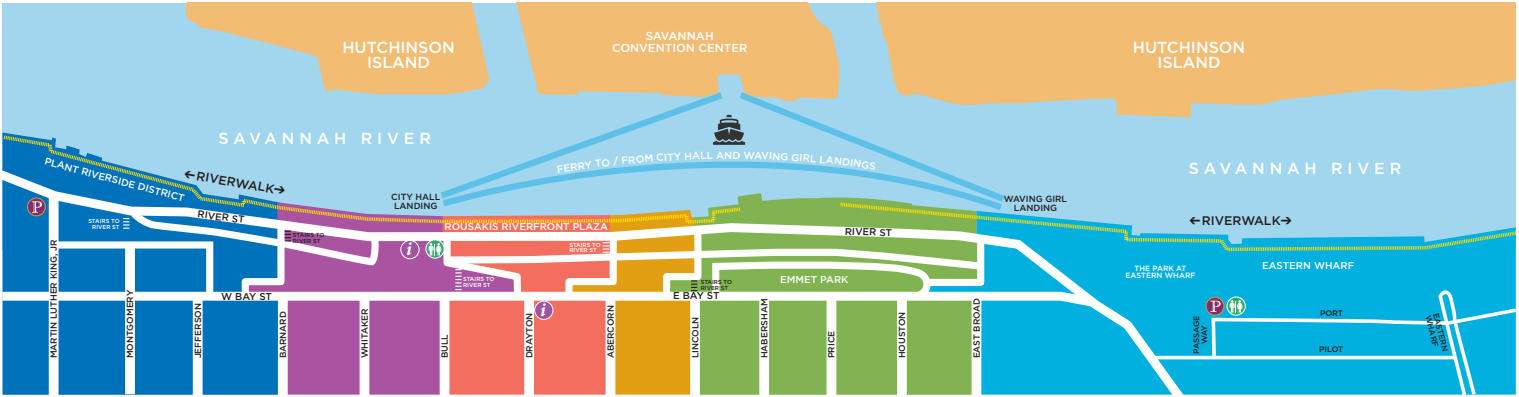 HUTCHINSON
ISLAND
SAVANNAH
CONVENTION CENTER
HUTCHINSON
ISLAND
SAVANNAH RIVER
FERRY TO / FROM CITY HALL AND WAVING GIRL LANDINGS
SAVANNAH RIVER
PLANT RIVERSIDE DISTRICT
←RIVERWALK→
CITY HALL
LANDING
WAVING GIRL
LANDING
←RIVERWALK→
P
STAIRS TO
RIVER ST
RIVER ST
STAIRS TO
RIVER ST
i
ROUSAKIS RIVERFRONT PLAZA
STAIRS TO
RIVER ST
RIVER ST
STAIRS TO
RIVER ST
STAIRS TO
RIVER ST
EMMET PARK
THE PARK AT
EASTERN WHARF
EASTERN WHARF
W BAY ST
E BAY ST
i
P
MARTIN LUTHER KING, JR
MONTGOMERY
JEFFERSON
BARNARD
WHITAKER
BULL
DRAYTON
ABERCORN
LINCOLN
HABERSHAM
PRICE
HOUSTON
EAST BROAD
PASSAGE
WAY
PORT
PILOT
EASTERN
WHARF